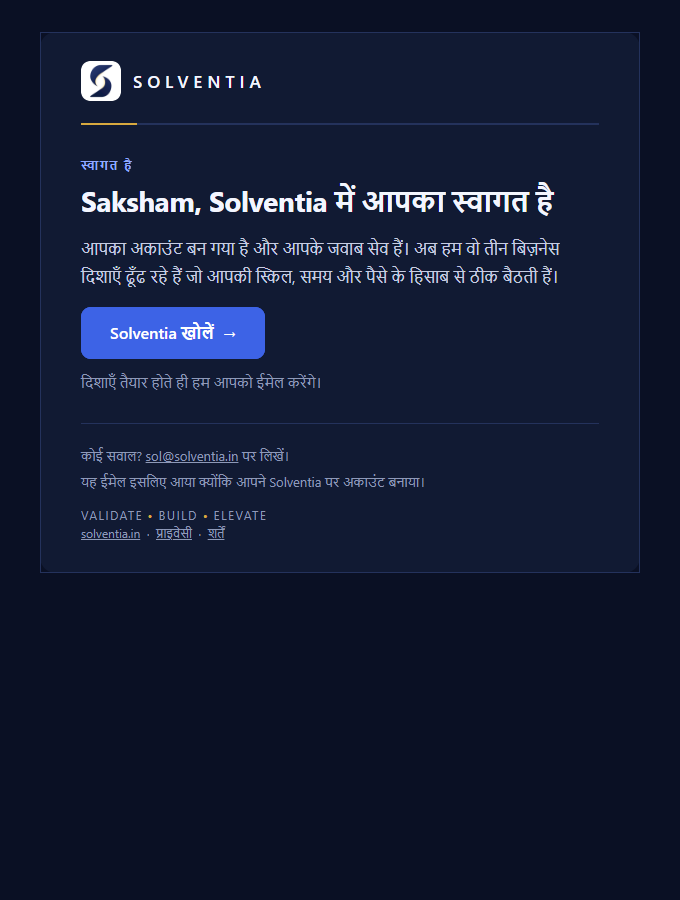 SOLVENTIA
स्वागत है
Saksham, Solventia में आपका स्वागत है
आपका अकाउंट बन गया है और आपके जवाब सेव हैं। अब हम वो तीन बिज़नेस
दिशाएँ ढूँढ रहे हैं जो आपकी स्किल, समय और पैसे के हिसाब से ठीक बैठती हैं।
Solventia खोलें →
दिशाएँ तैयार होते ही हम आपको ईमेल करेंगे।
कोई सवाल? sol@solventia.in पर लिखें।
यह ईमेल इसलिए आया क्योंकि आपने Solventia पर अकाउंट बनाया।
VALIDATE • BUILD • ELEVATE
solventia.in · प्राइवेसी · शर्तें